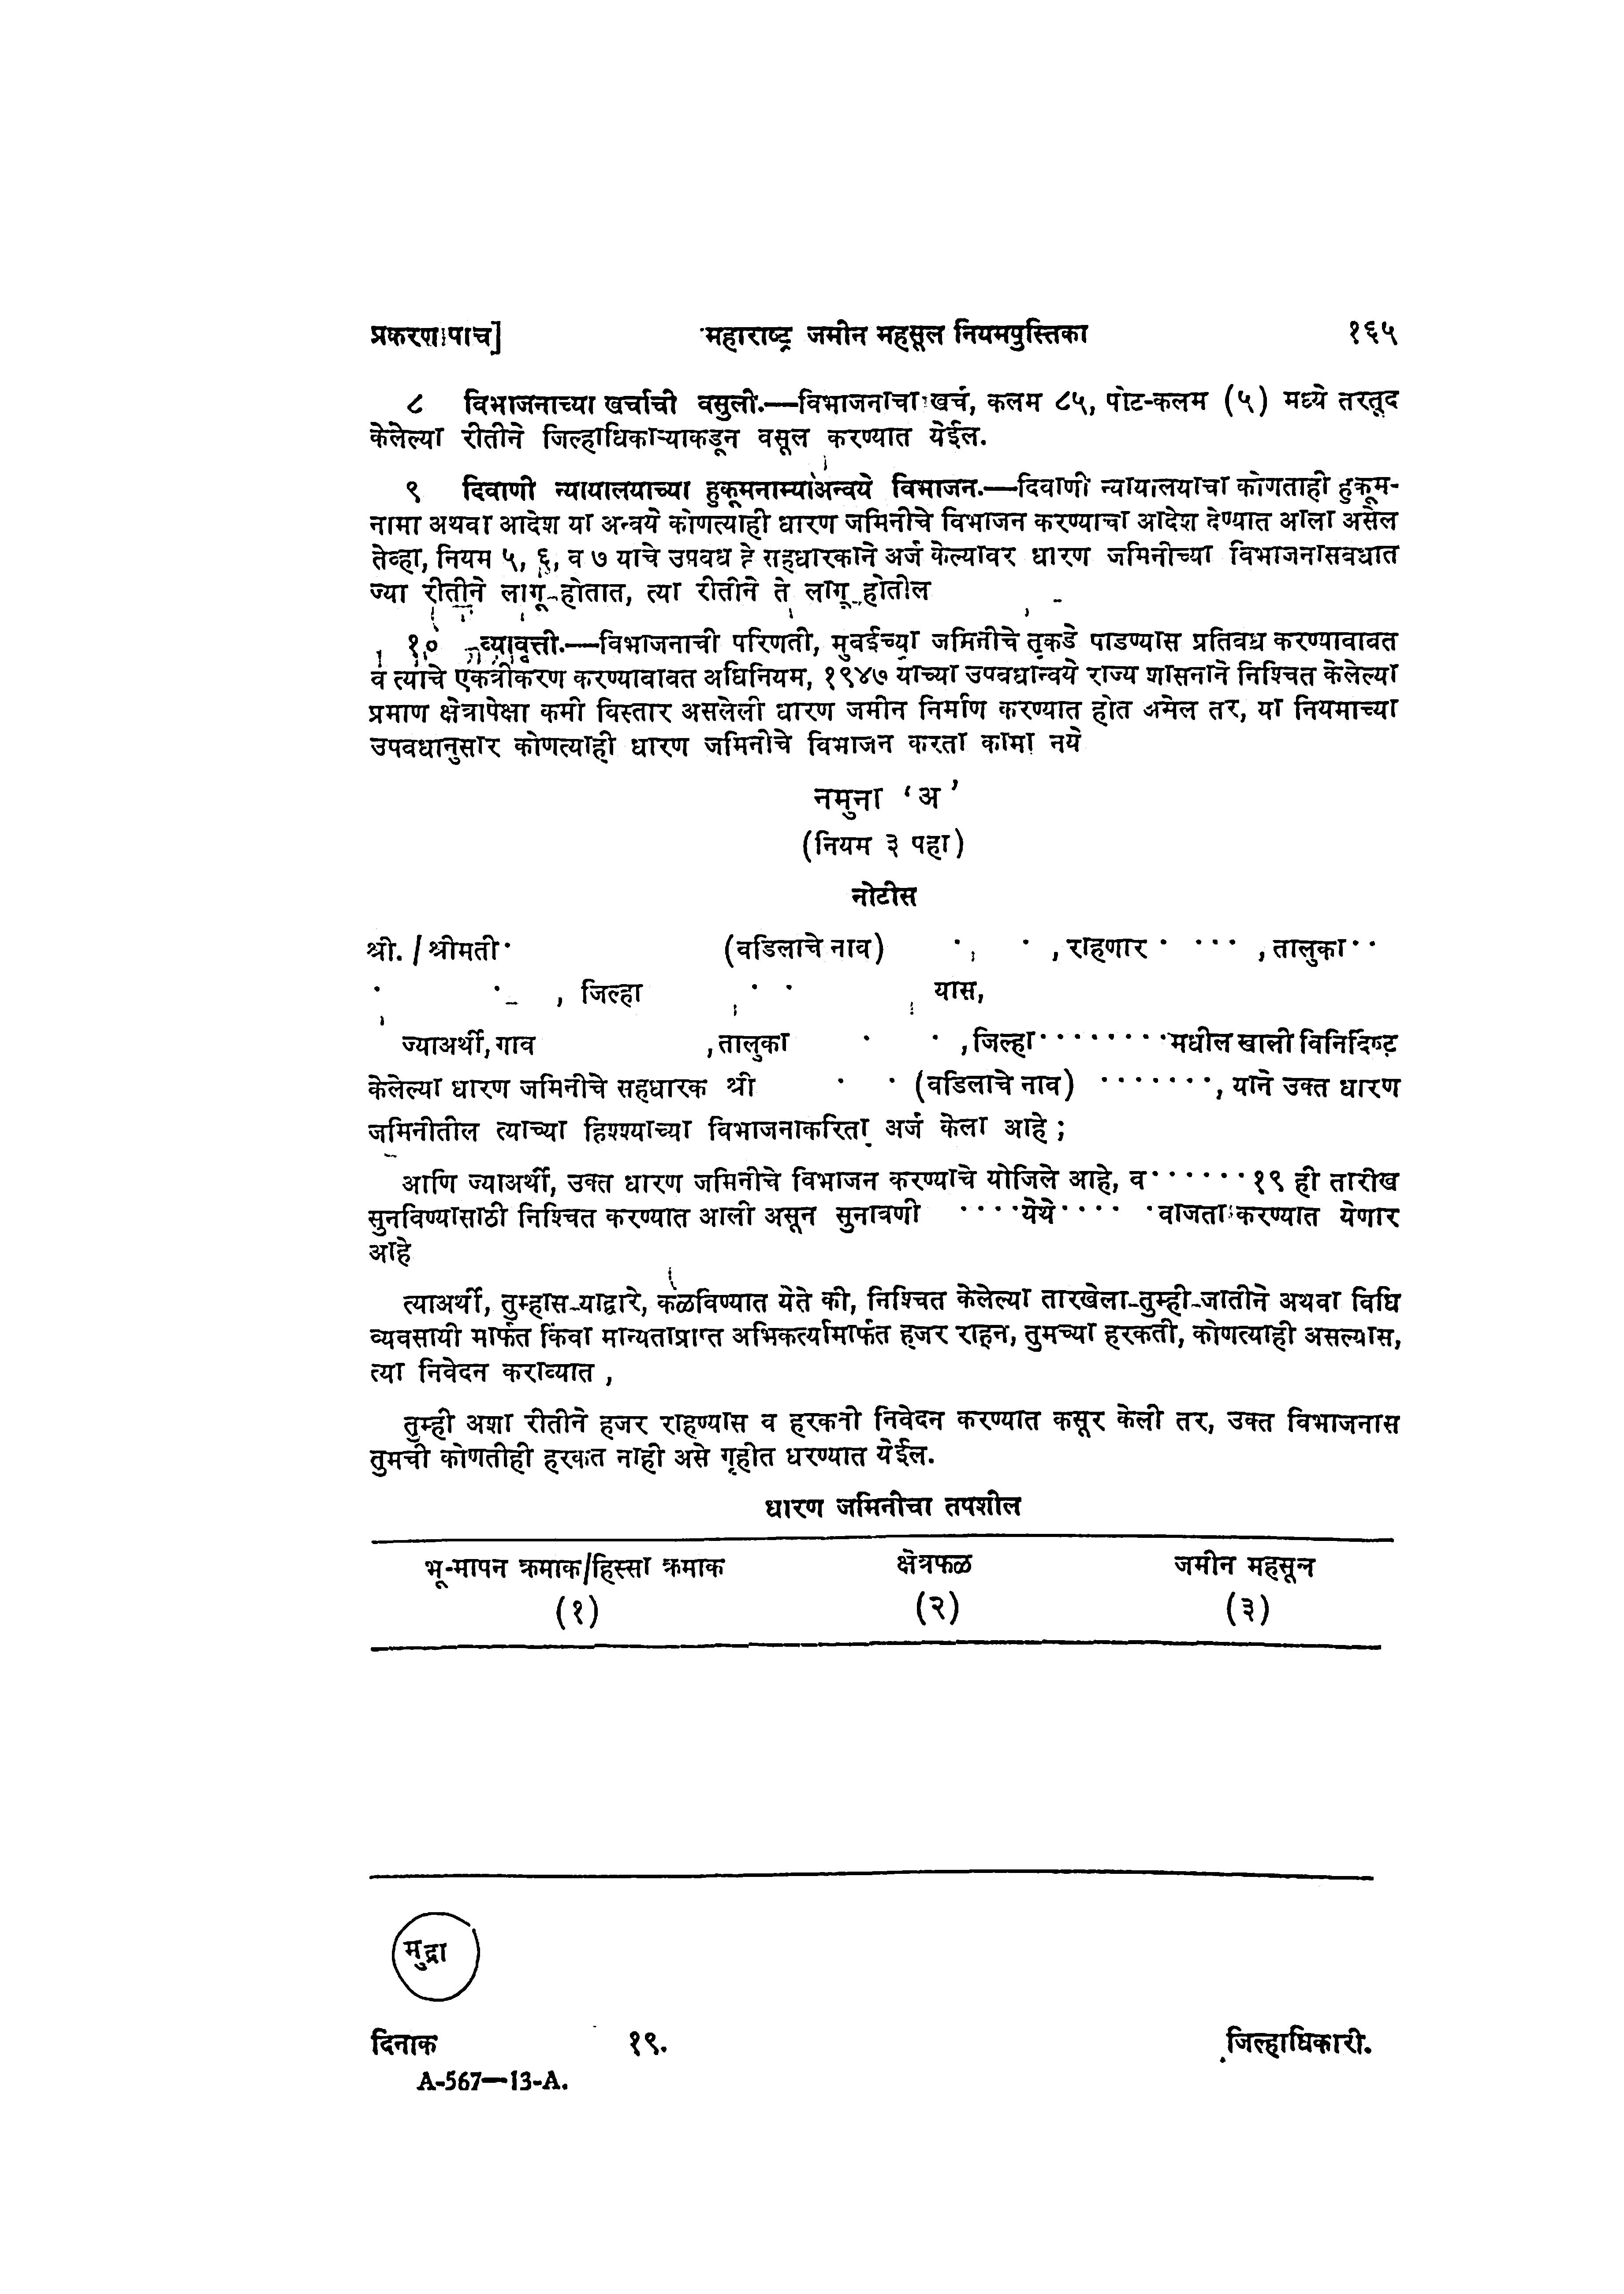 प्रकरण पाच] महाराष्ट्र जमीन महसूल नियमपुस्तिका १६५
८ विभाजनाच्या खर्चाची वसुली.—विभाजनाचा खर्च, कलम ८५, पोट-कलम (५) मध्ये तरतूद
केलेल्या रीतीने जिल्हाधिकाऱ्याकडून वसूल करण्यात येईल.
९ दिवाणी न्यायालयाच्या हुकूमनाम्याअन्वये विभाजन.—दिवाणी न्यायालयाचा कोणताही हुकूम-
नामा अथवा आदेश या अन्वये कोणत्याही धारण जमिनीचे विभाजन करण्याचा आदेश देण्यात आला असेल
तेव्हा, नियम ५, ६, व ७ याचे उपवध हे सहधारकाने अर्ज केल्यावर धारण जमिनीच्या विभाजनासवधात
ज्या रीतीने लागू होतात, त्या रीतीने ते लागू होतील
१० व्यावृत्ती.—विभाजनाची परिणती, मुवईच्या जमिनीचे तुकडे पाडण्यास प्रतिवध करण्यावावत
व त्याचे एकत्रीकरण करण्यावावत अधिनियम, १९४७ याच्या उपवधान्वये राज्य शासनाने निश्चित केलेल्या
प्रमाण क्षेत्रापेक्षा कमी विस्तार असलेली धारण जमीन निर्माण करण्यात होत असेल तर, या नियमाच्या
उपवधानुसार कोणत्याही धारण जमिनीचे विभाजन करता कामा नये
नमुना ‘अ’
(नियम ३ पहा)
नोटीस
श्री. / श्रीमती (वडिलाचे नाव) , राहणार . ... , तालुका ..
, जिल्हा यास,
ज्याअर्थी, गाव , तालुका , जिल्हा ........ मधील खाली विनिर्दिष्ट
केलेल्या धारण जमिनीचे सहधारक श्री (वडिलाचे नाव) ......., याने उक्त धारण
जमिनीतील त्याच्या हिश्श्याच्या विभाजनाकरिता अर्ज केला आहे ;
आणि ज्याअर्थी, उक्त धारण जमिनीचे विभाजन करण्याचे योजिले आहे, व ...... १९ ही तारीख
सुनविण्यासाठी निश्चित करण्यात आली असून सुनावणी .... येथे .... वाजता करण्यात येणार
आहे
त्याअर्थी, तुम्हास याद्वारे, कळविण्यात येते की, निश्चित केलेल्या तारखेला तुम्ही जातीने अथवा विधि
व्यवसायी मार्फत किंवा मान्यताप्राप्त अभिकर्त्यामार्फत हजर राहून, तुमच्या हरकती, कोणत्याही असल्यास,
त्या निवेदन कराव्यात ,
तुम्ही अशा रीतीने हजर राहण्यास व हरकती निवेदन करण्यात कसूर केली तर, उक्त विभाजनास
तुमची कोणतीही हरकत नाही असे गृहीत धरण्यात येईल.
धारण जमिनीचा तपशील
भू-मापन क्रमाक/हिस्सा क्रमाक क्षेत्रफळ जमीन महसूल
(१) (२) (३)
मुद्रा
दिनाक १९. जिल्हाधिकारी.
A-567—13-A.